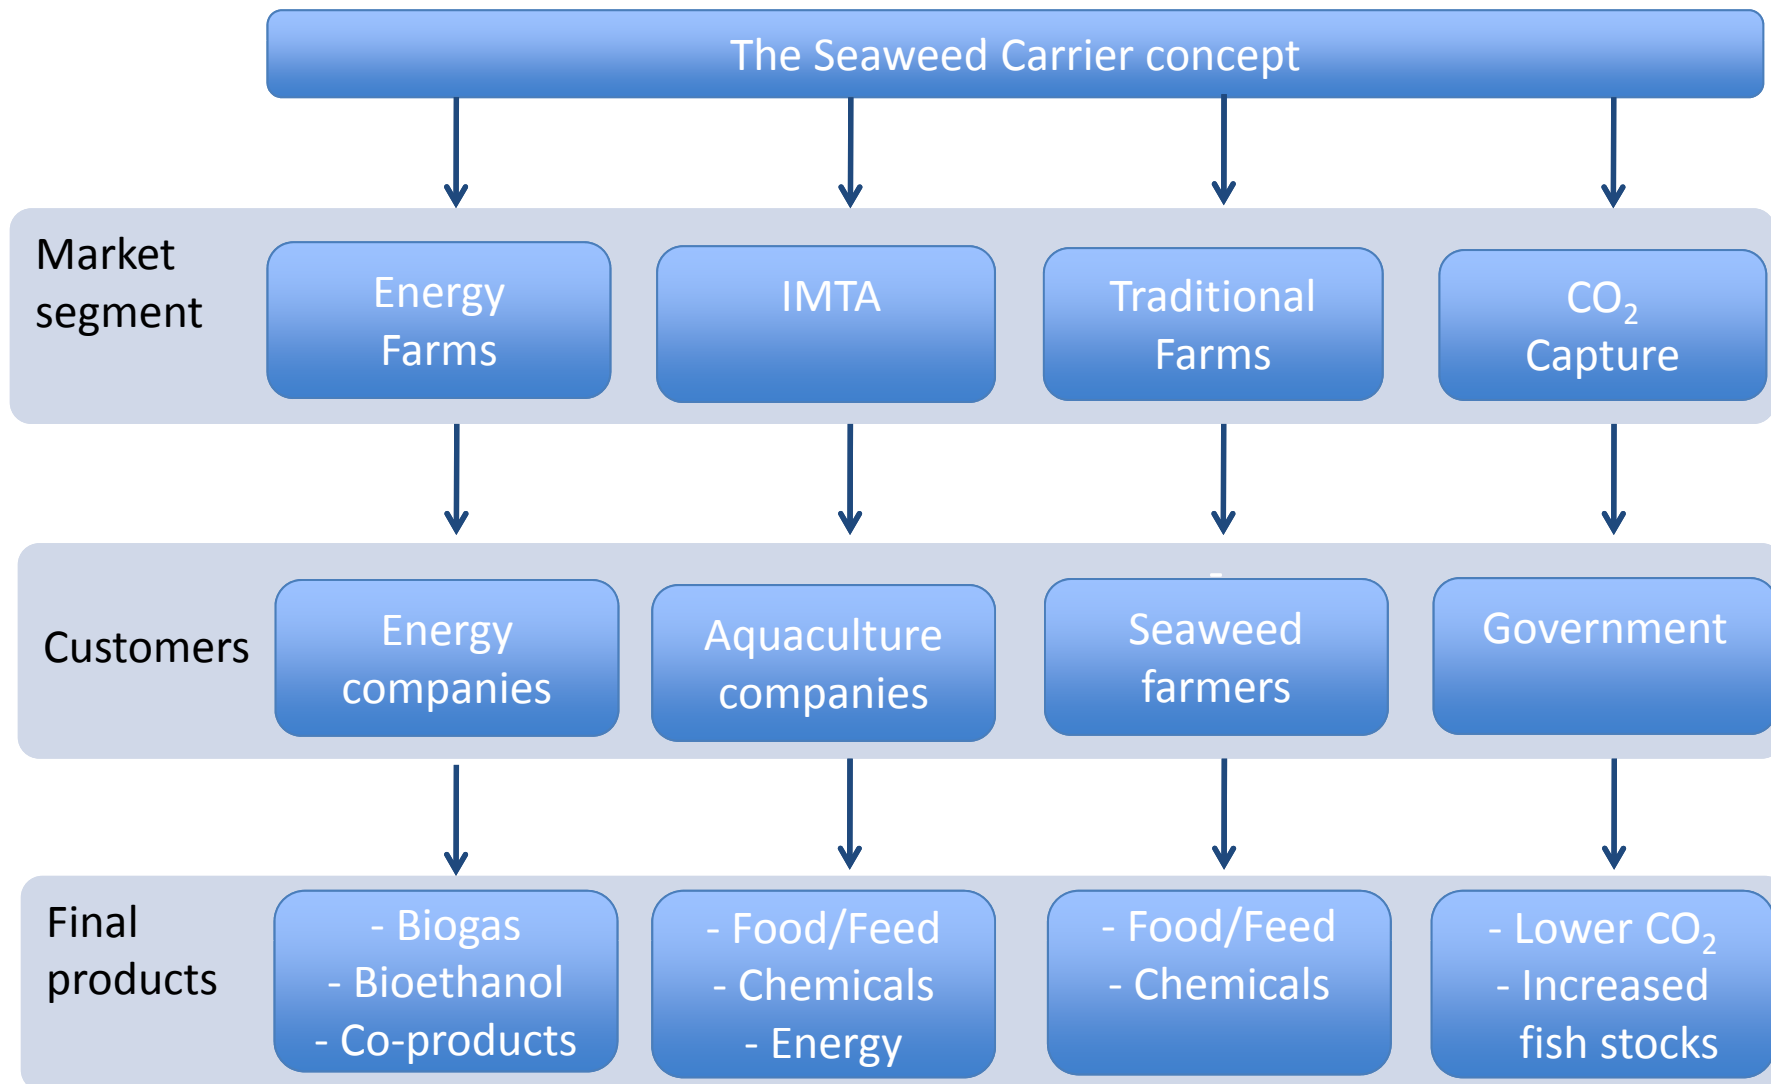 The Seaweed Carrier concept
Market
segment
Energy
Farms
IMTA
Traditional
Farms
CO₂
Capture
Customers
Energy
companies
Aquaculture
companies
-
Seaweed
farmers
Government
Final
products
- Biogas
- Bioethanol
- Co-products
- Food/Feed
- Chemicals
- Energy
- Food/Feed
- Chemicals
- Lower CO₂
- Increased
fish stocks